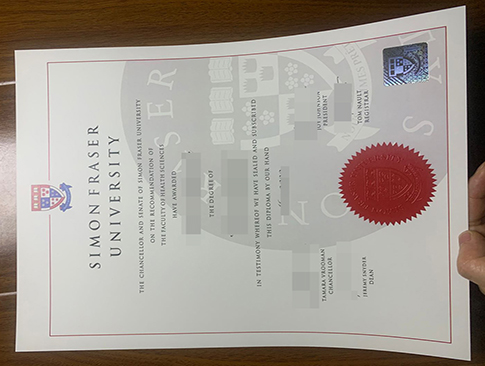 SIMON FRASER
UNIVERSITY
THE CHANCELLOR AND SENATE OF SIMON FRASER UNIVERSITY
ON THE RECOMMENDATION OF
THE FACULTY OF HEALTH SCIENCES
HAVE AWARDED
THE DEGREE OF
IN TESTIMONY WHEREOF WE HAVE SEALED AND SUBSCRIBED
THIS DIPLOMA BY OUR HAND
TAMARA VROOMAN
CHANCELLOR
JOY JOHNSON
PRESIDENT
JEREMY SNYDER
DEAN
TOM NAULT
REGISTRAR